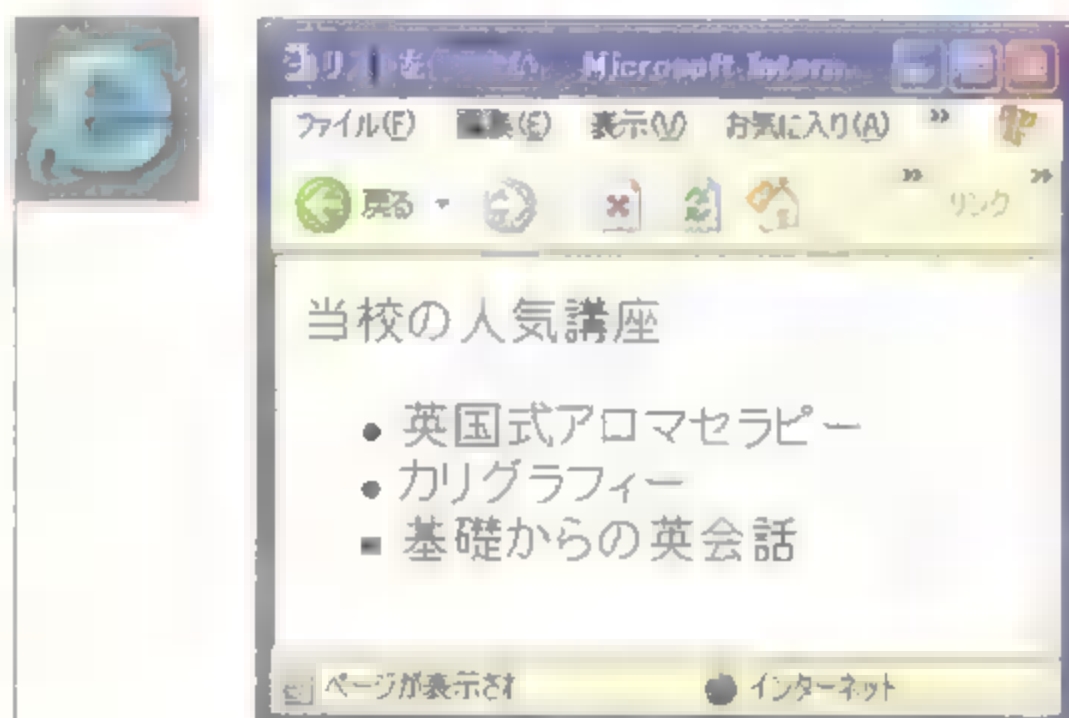 Microsoft Intern...
ファイル(F) 表示(V) お気に入り(A) »
戻る » リンク »
当校の人気講座
• 英国式アロマセラピー
• カリグラフィー
▪ 基礎からの英会話
ページが表示さ インターネット